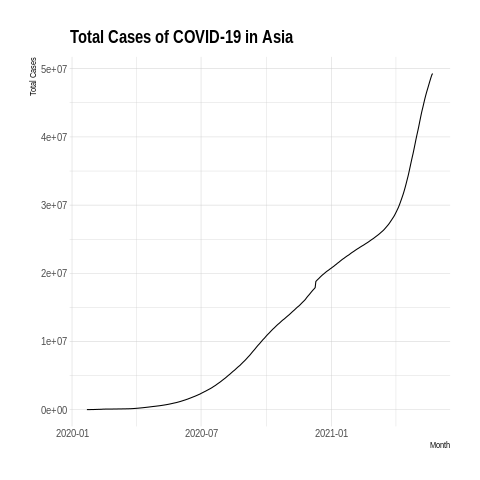 Total Cases of COVID-19 in Asia
Total Cases
5e+07
4e+07
3e+07
2e+07
1e+07
0e+00
2020-01
2020-07
2021-01
Month